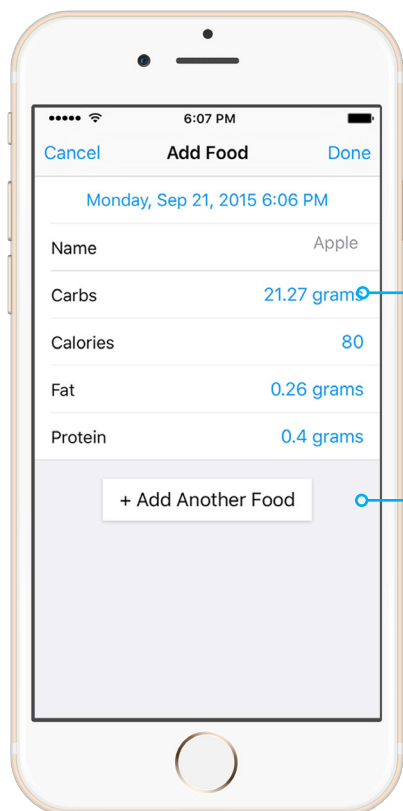 6:07 PM
Cancel Add Food Done
Monday, Sep 21, 2015 6:06 PM
Name Apple
Carbs 21.27 grams
Calories 80
Fat 0.26 grams
Protein 0.4 grams
+ Add Another Food